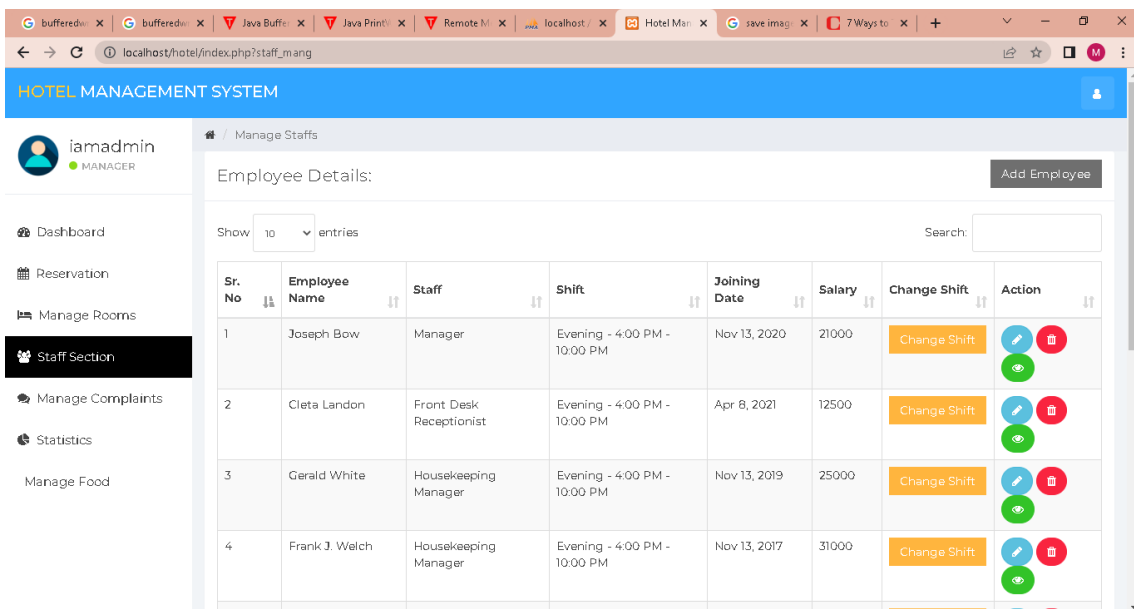 G bufferedw
G bufferedw
Java Buffe
Java PrintW
Remote M
localhost /
Hotel Man
G save image
7 Ways to
localhost/hotel/index.php?staff_mang
M
HOTEL MANAGEMENT SYSTEM
iamadmin
MANAGER
/ Manage Staffs
Employee Details:
Add Employee
Dashboard
Reservation
Manage Rooms
Staff Section
Manage Complaints
Statistics
Manage Food
Show 10 entries
Search:
Sr. No Employee Name Staff Shift Joining Date Salary Change Shift Action
1 Joseph Bow Manager Evening - 4:00 PM - 10:00 PM Nov 13, 2020 21000 Change Shift
2 Cleta Landon Front Desk Receptionist Evening - 4:00 PM - 10:00 PM Apr 8, 2021 12500 Change Shift
3 Gerald White Housekeeping Manager Evening - 4:00 PM - 10:00 PM Nov 13, 2019 25000 Change Shift
4 Frank J. Welch Housekeeping Manager Evening - 4:00 PM - 10:00 PM Nov 13, 2017 31000 Change Shift